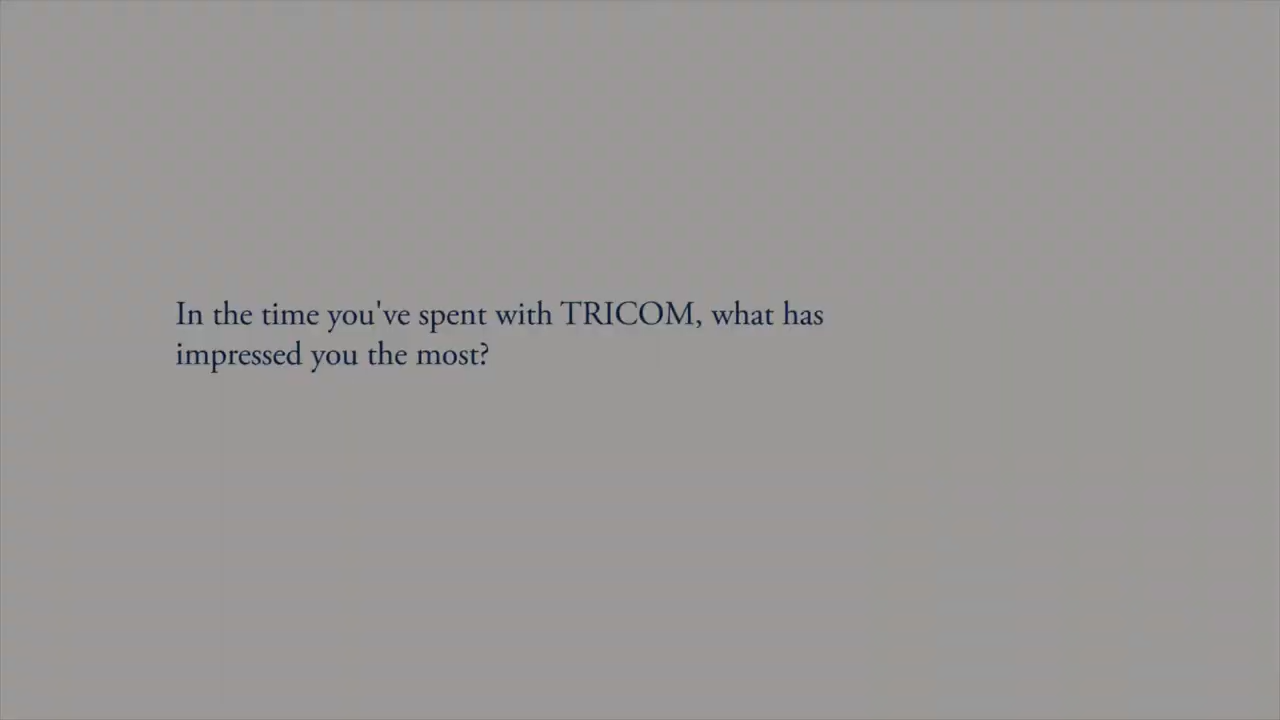 In the time you've spent with TRICOM, what has
impressed you the most?